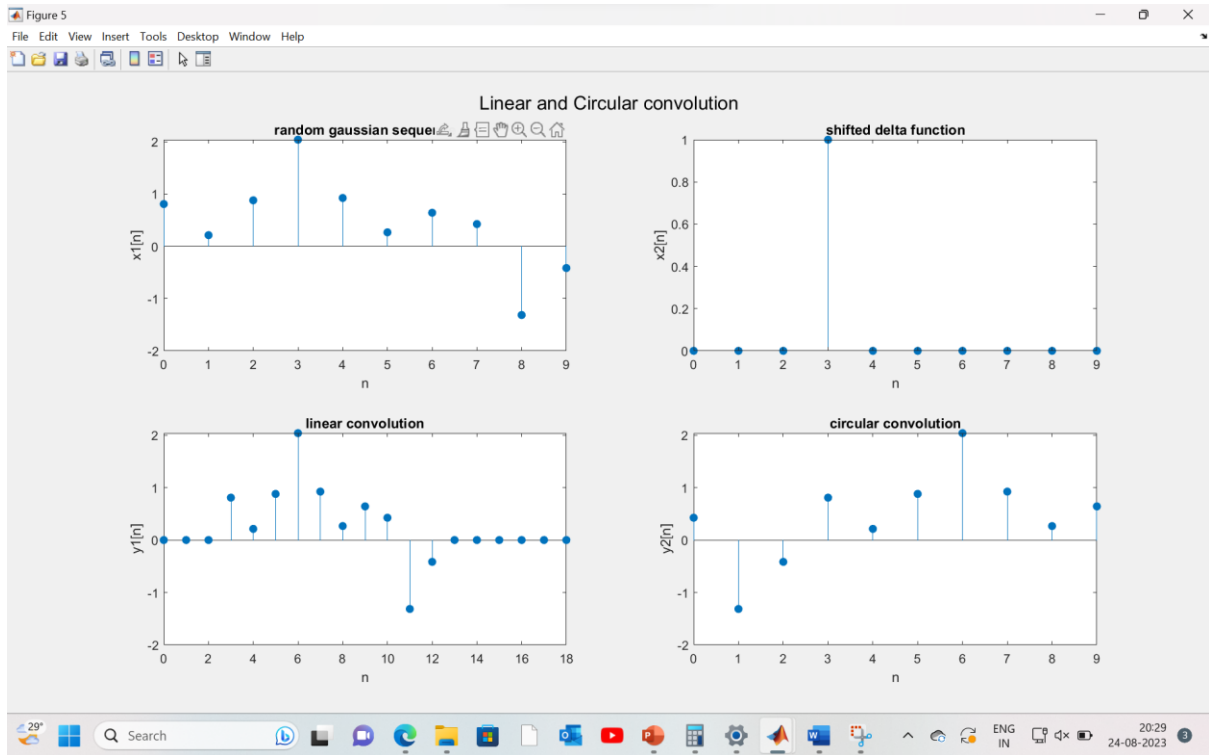 Figure 5
File Edit View Insert Tools Desktop Window Help
Linear and Circular convolution
random gaussian sequen
2
1
0
-1
-2
x1[n]
0 1 2 3 4 5 6 7 8 9
n
shifted delta function
1
0.8
0.6
0.4
0.2
0
x2[n]
0 1 2 3 4 5 6 7 8 9
n
linear convolution
2
1
0
-1
-2
y1[n]
0 2 4 6 8 10 12 14 16 18
n
circular convolution
2
1
0
-1
-2
y2[n]
0 1 2 3 4 5 6 7 8 9
n
29°
Search
ENG
IN
20:29
24-08-2023
3